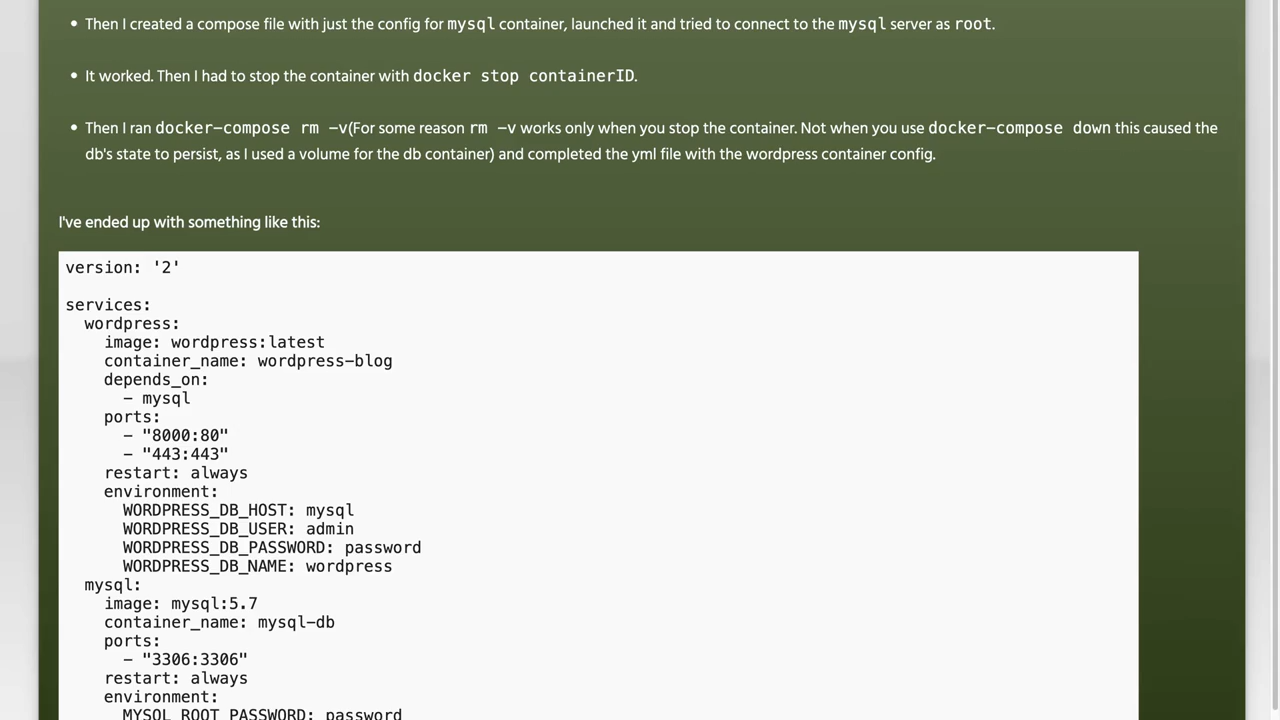 • Then I created a compose file with just the config for mysql container, launched it and tried to connect to the mysql server as root.
• It worked. Then I had to stop the container with docker stop containerID.
• Then I ran docker-compose rm -v(For some reason rm -v works only when you stop the container. Not when you use docker-compose down this caused the
db's state to persist, as I used a volume for the db container) and completed the yml file with the wordpress container config.
I've ended up with something like this:
version: '2'
services:
  wordpress:
    image: wordpress:latest
    container_name: wordpress-blog
    depends_on:
      - mysql
    ports:
      - "8000:80"
      - "443:443"
    restart: always
    environment:
      WORDPRESS_DB_HOST: mysql
      WORDPRESS_DB_USER: admin
      WORDPRESS_DB_PASSWORD: password
      WORDPRESS_DB_NAME: wordpress
  mysql:
    image: mysql:5.7
    container_name: mysql-db
    ports:
      - "3306:3306"
    restart: always
    environment:
      MYSQL_ROOT_PASSWORD: password